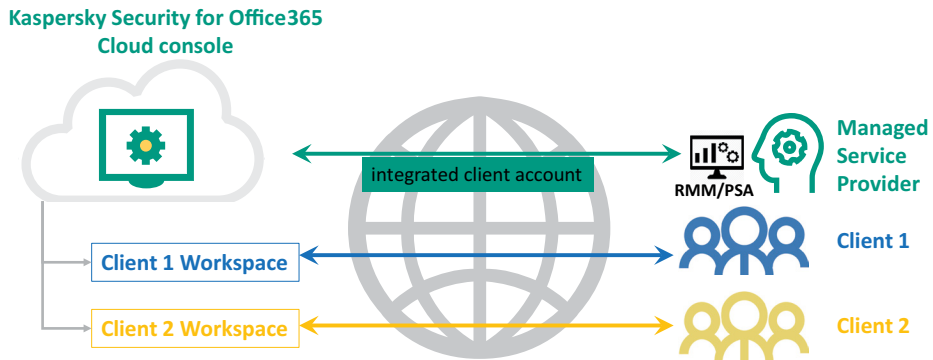 Kaspersky Security for Office365
Cloud console
integrated client account
RMM/PSA
Managed
Service
Provider
Client 1 Workspace
Client 1
Client 2 Workspace
Client 2